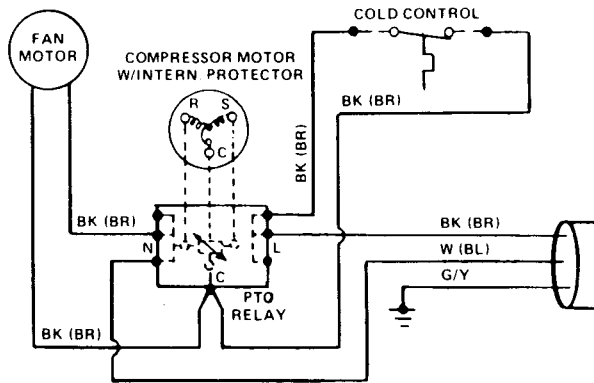 FAN
MOTOR
COLD CONTROL
COMPRESSOR MOTOR
W/INTERN. PROTECTOR
R
S
C
BK (BR)
BK (BR)
BK (BR)
N
L
C
BK (BR)
W (BL)
G/Y
PTO
RELAY
BK (BR)